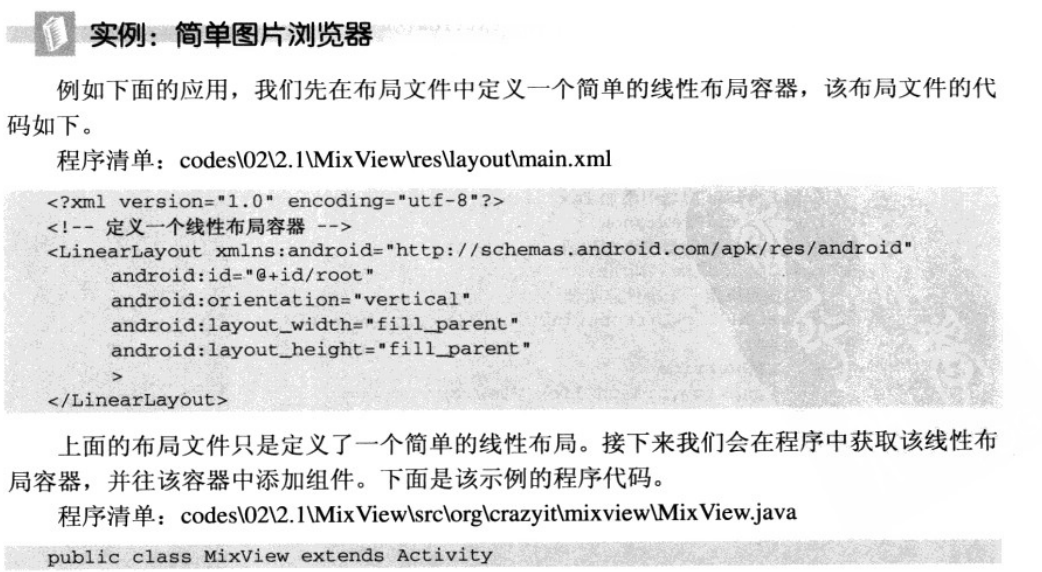 实例：简单图片浏览器
例如下面的应用，我们先在布局文件中定义一个简单的线性布局容器，该布局文件的代
码如下。
程序清单：codes\02\2.1\MixView\res\layout\main.xml
<?xml version="1.0" encoding="utf-8"?>
<!-- 定义一个线性布局容器 -->
<LinearLayout xmlns:android="http://schemas.android.com/apk/res/android"
android:id="@+id/root"
android:orientation="vertical"
android:layout_width="fill_parent"
android:layout_height="fill_parent"
>
</LinearLayout>
上面的布局文件只是定义了一个简单的线性布局。接下来我们会在程序中获取该线性布
局容器，并往该容器中添加组件。下面是该示例的程序代码。
程序清单：codes\02\2.1\MixView\src\org\crazyit\mixview\MixView.java
public class MixView extends Activity